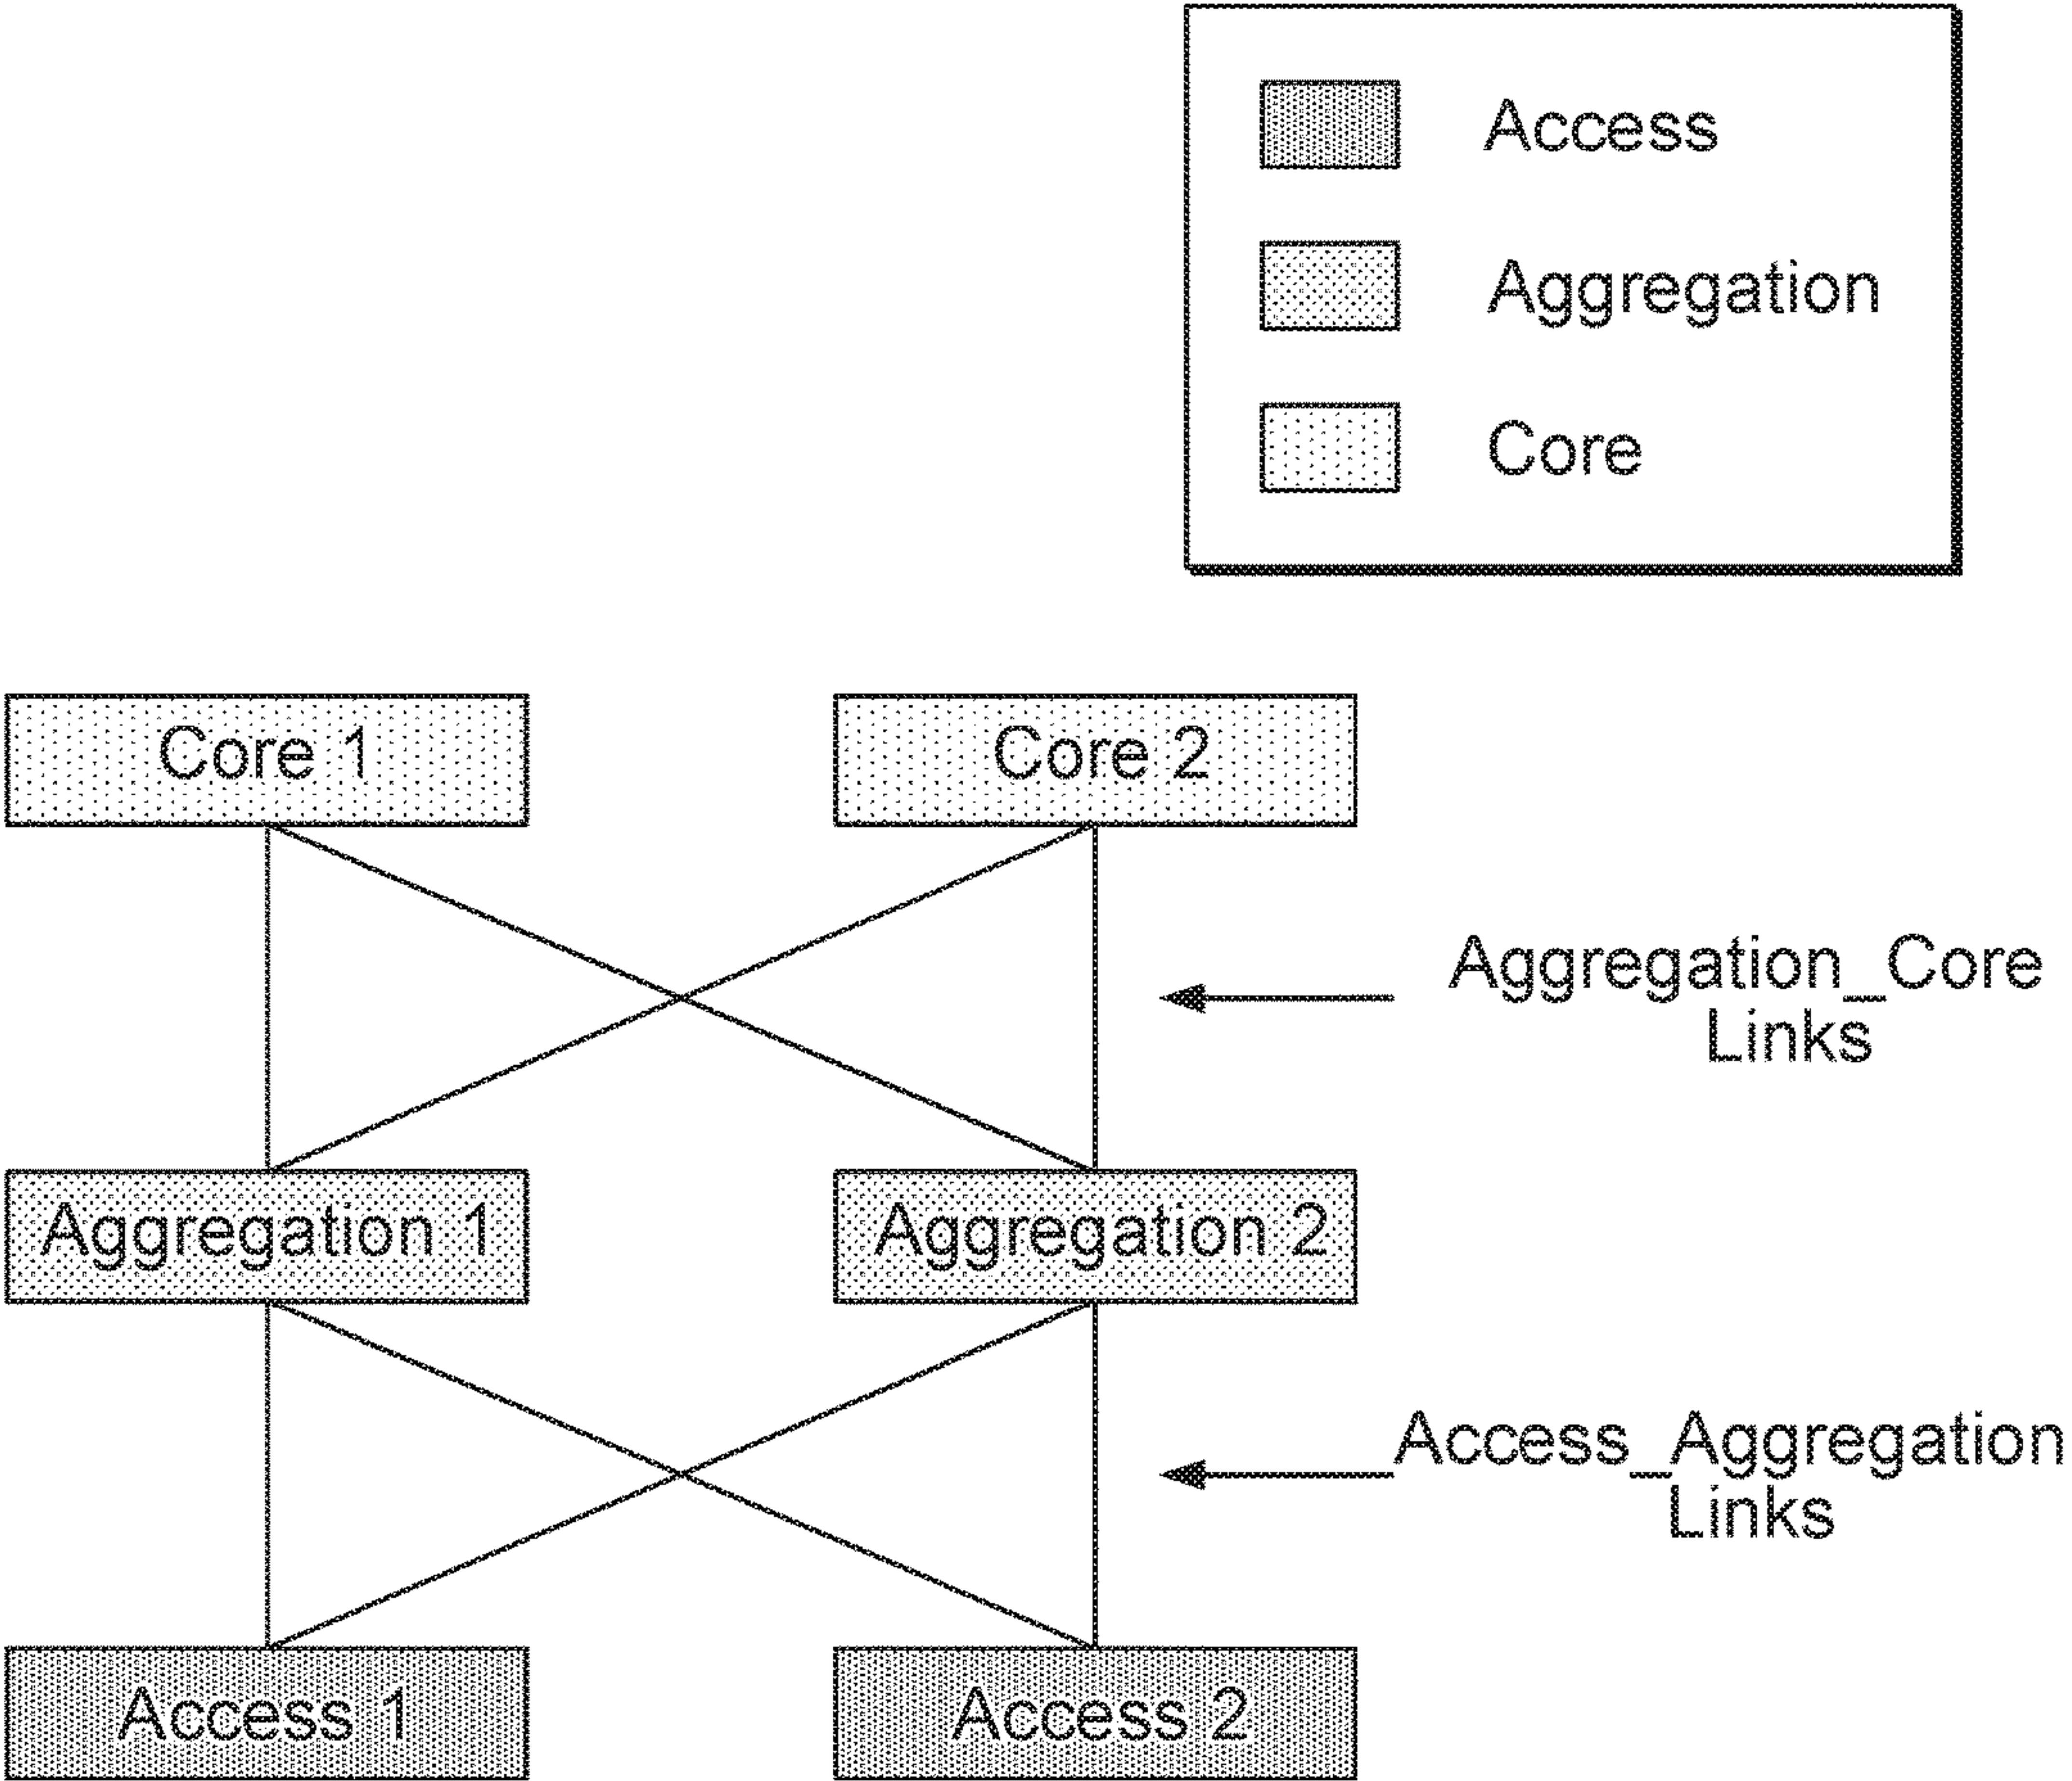 Access
Aggregation
Core
Core 1
Core 2
Aggregation_Core
Links
Aggregation 1
Aggregation 2
Access_Aggregation
Links
Access 1
Access 2